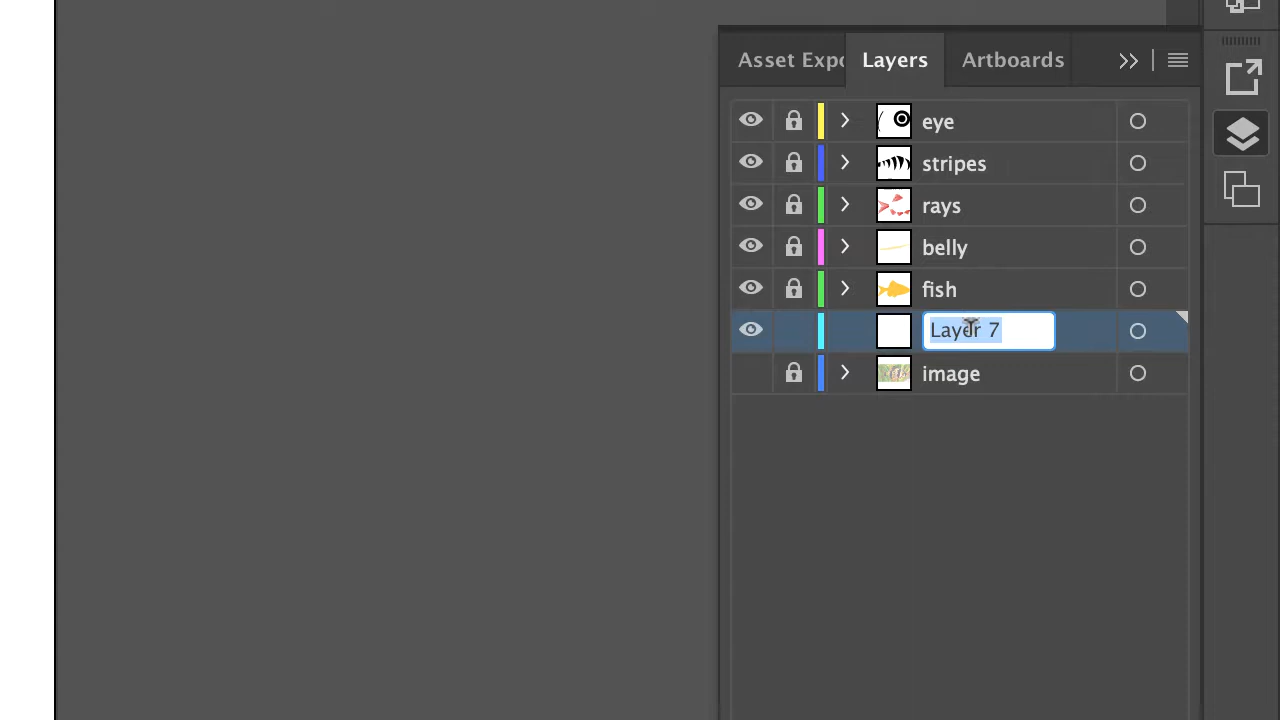 Asset Expo
Layers
Artboards
eye
stripes
rays
belly
fish
Layer 7
image